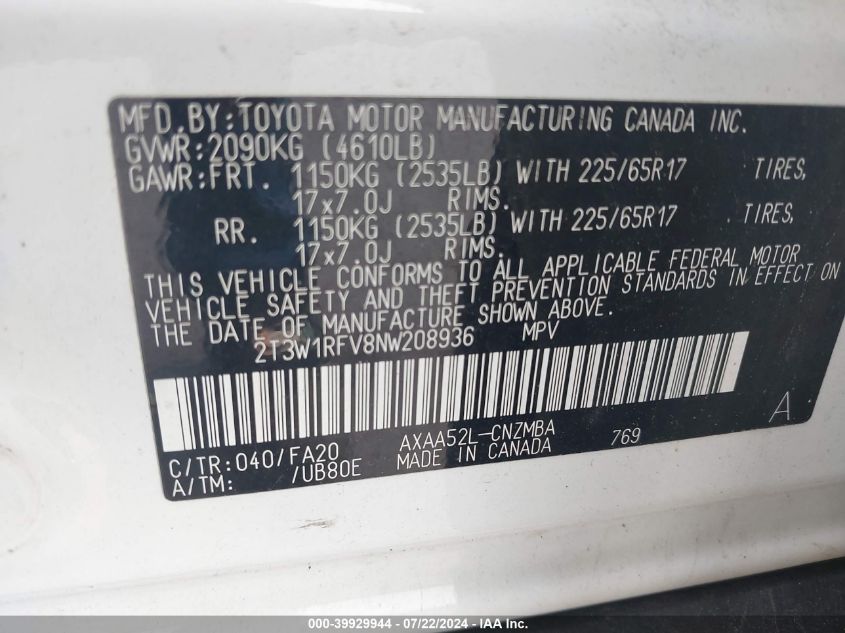 MFD.BY:TOYOTA MOTOR MANUFACTURING CANADA INC.
GVWR:2090KG (4610LB)
GAWR:FRT. 1150KG (2535LB) WITH 225/65R17 TIRES,
17x7.0J RIMS.
RR. 1150KG (2535LB) WITH 225/65R17 TIRES,
17x7.0J RIMS.
THIS VEHICLE CONFORMS TO ALL APPLICABLE FEDERAL MOTOR
VEHICLE SAFETY AND THEFT PREVENTION STANDARDS IN EFFECT ON
THE DATE OF MANUFACTURE SHOWN ABOVE.
2T3W1RFV8NW208936 MPV
A
C/TR:040/FA20 AXAA52L-CNZMBA 769
A/TM: /UB80E MADE IN CANADA
000-39929944 | 07/22/2024 | IAA Inc.